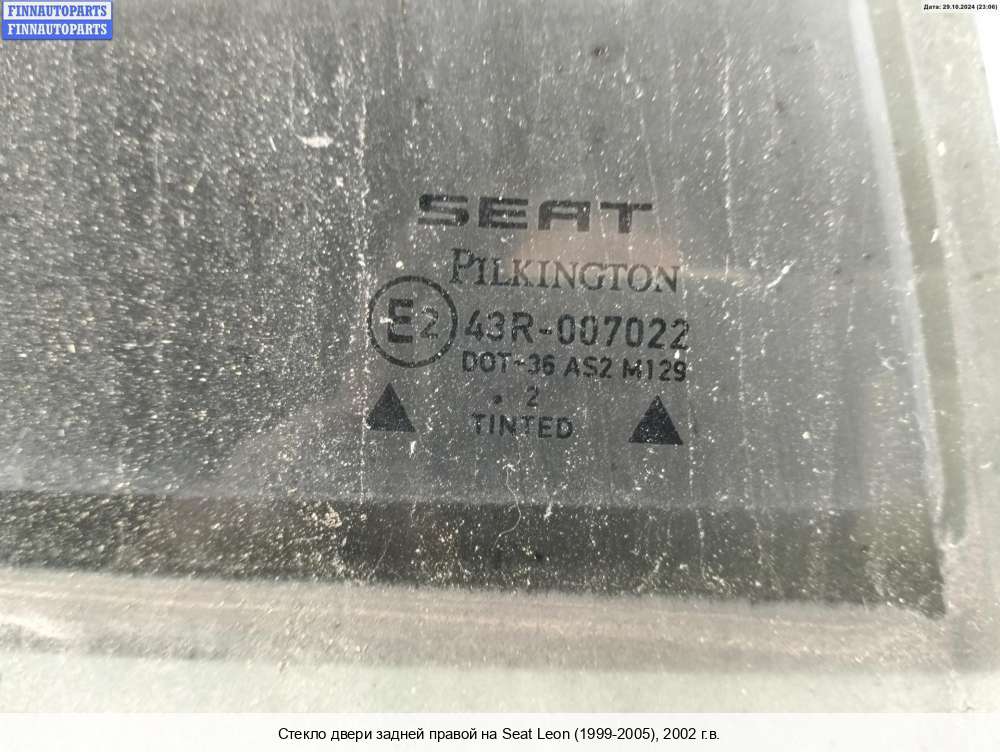 FINNAUTOPARTS
FINNAUTOPARTS
Дата: 29.10.2024 (23:06)
SEAT
PILKINGTON
E2 43R-007022
DOT-36 AS2 M129
. 2
TINTED
Стекло двери задней правой на Seat Leon (1999-2005), 2002 г.в.